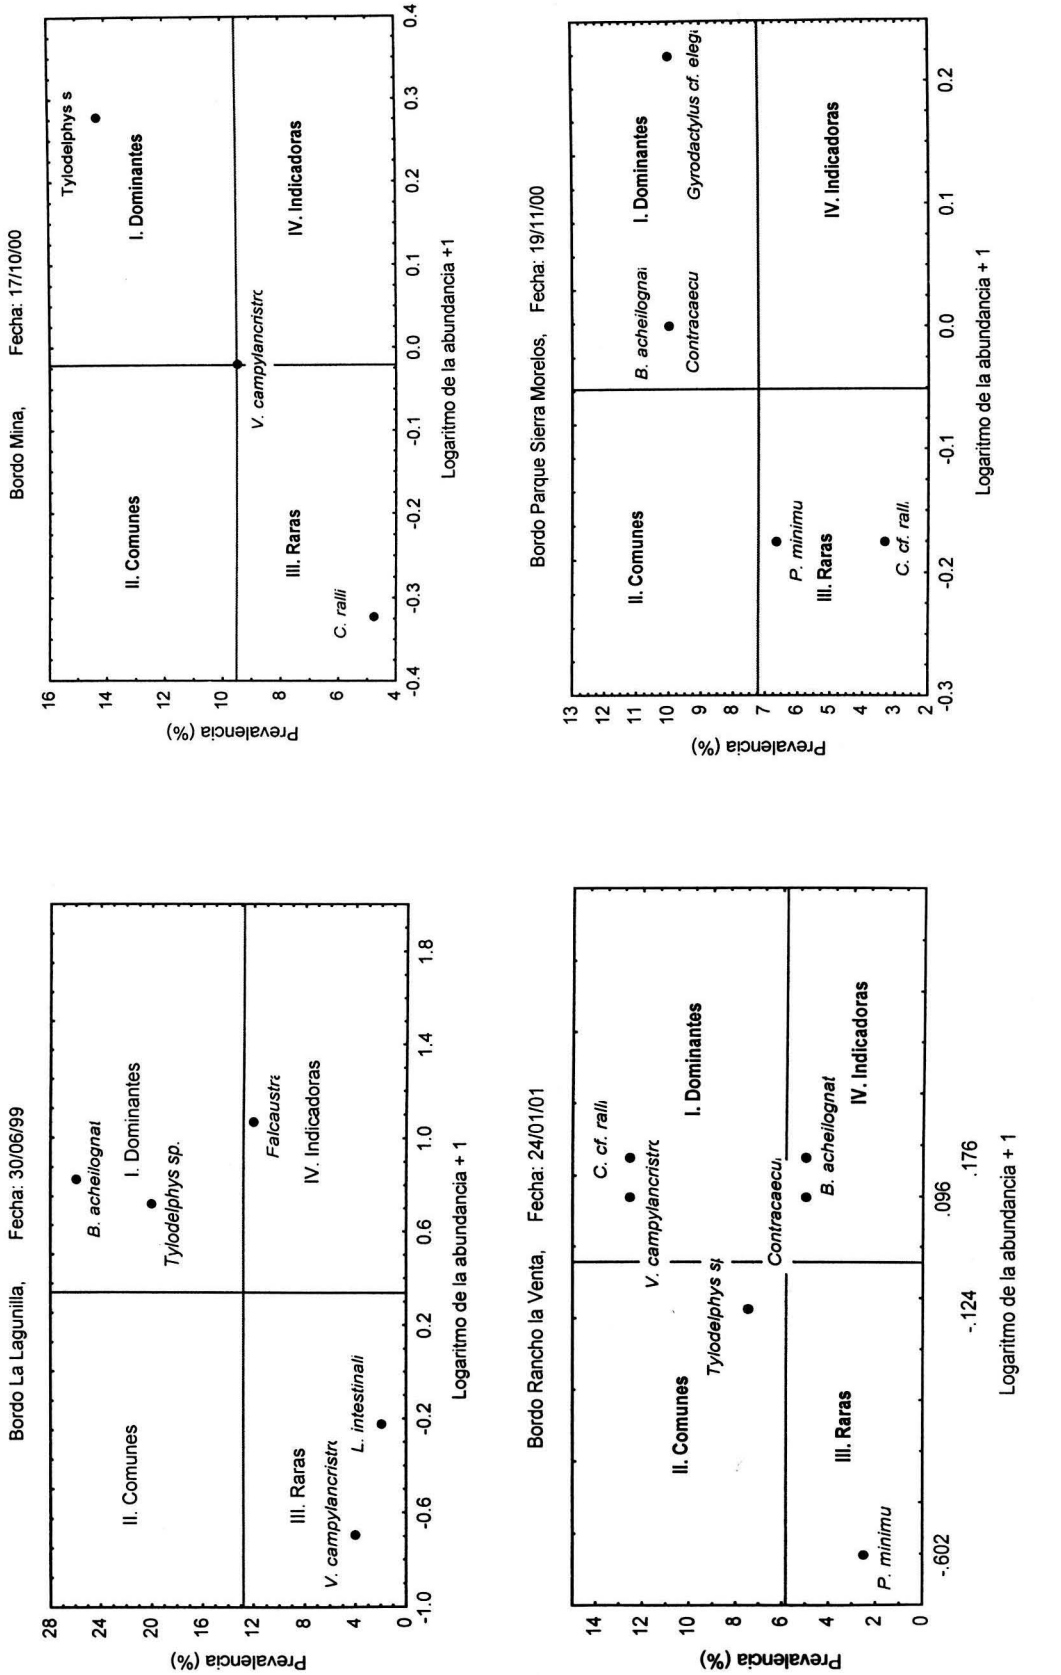 Bordo La Lagunilla, Fecha: 30/06/99
Prevalencia (%)
28
24
20
16
12
8
4
0
B. acheilognat
I. Dominantes
Tylodelphys sp.
II. Comunes
Falcaustra
IV. Indicadoras
III. Raras
V. campylancristro
L. intestinali
-1.0 -0.6 -0.2 0.2 0.6 1.0 1.4 1.8
Logaritmo de la abundancia + 1
Bordo Mina, Fecha: 17/10/00
Prevalencia (%)
16
14
12
10
8
6
4
Tylodelphys s
II. Comunes
I. Dominantes
V. campylancristro
III. Raras
IV. Indicadoras
C. ralli
-0.4 -0.3 -0.2 -0.1 0.0 0.1 0.2 0.3 0.4
Logaritmo de la abundancia +1
Bordo Rancho la Venta, Fecha: 24/01/01
Prevalencia (%)
14
12
10
8
6
4
2
0
C. cf. ralli
V. campylancristro
II. Comunes
I. Dominantes
Tylodelphys sp
Contracaecu
B. acheilognat
III. Raras
IV. Indicadoras
P. minimu
-.602 -.124 .096 .176
Logaritmo de la abundancia + 1
Bordo Parque Sierra Morelos, Fecha: 19/11/00
Prevalencia (%)
13
12
11
10
9
8
7
6
5
4
3
2
II. Comunes
B. acheilognai
I. Dominantes
Contracaecu
Gyrodactylus cf. elegi
P. minimu
III. Raras
IV. Indicadoras
C. cf. ralli
-0.3 -0.2 -0.1 0.0 0.1 0.2
Logaritmo de la abundancia + 1